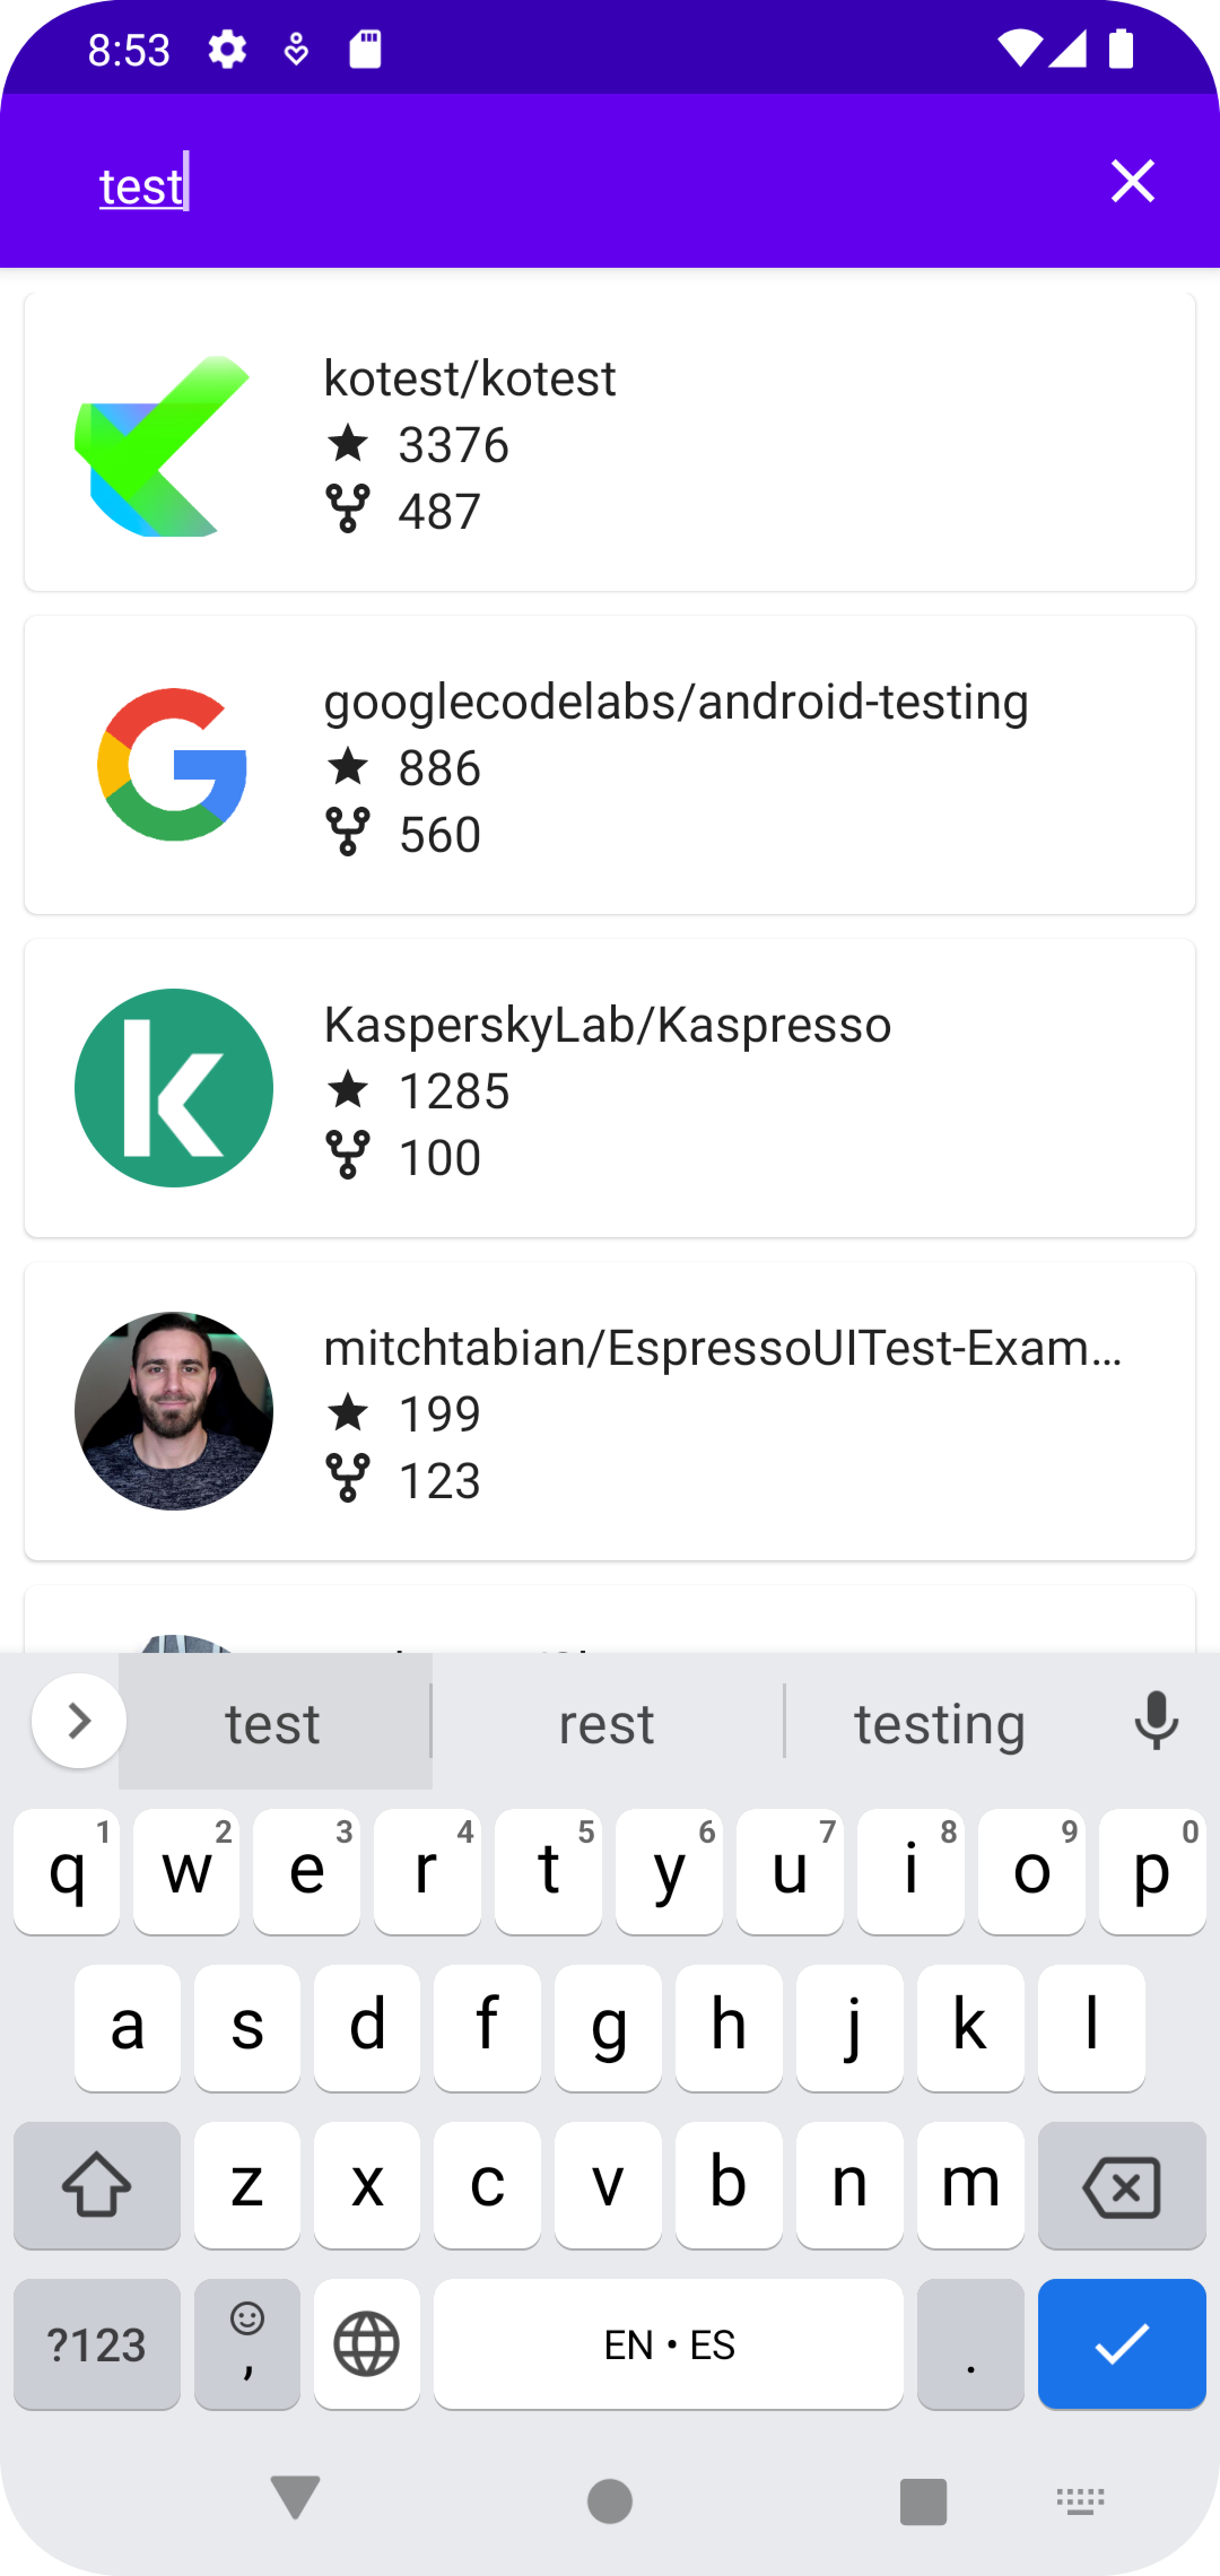 8:53
test
kotest/kotest
3376
487
googlecodelabs/android-testing
886
560
KasperskyLab/Kaspresso
1285
100
mitchtabian/EspressoUITest-Exam...
199
123
test rest testing
1 2 3 4 5 6 7 8 9 0
q w e r t y u i o p
a s d f g h j k l
z x c v b n m
?123 , EN • ES .